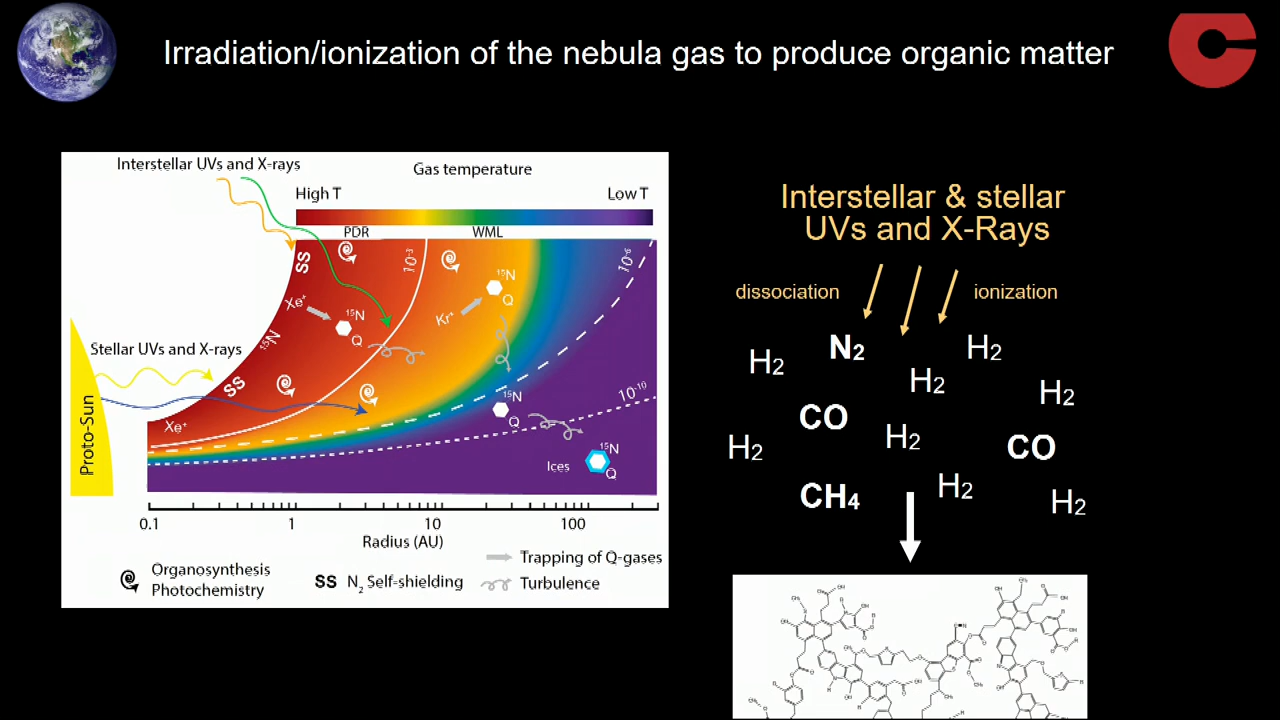 Irradiation/ionization of the nebula gas to produce organic matter
Interstellar UVs and X-rays
Gas temperature
High T
Low T
PDR
WML
SS
10⁻³
10⁻⁶
¹⁵N
Q
Xe⁺
¹⁵N
Q
Kr⁺
¹⁵N
Stellar UVs and X-rays
SS
10⁻¹⁰
¹⁵N
Q
Xe⁺
Proto-Sun
Ices
¹⁵N
Q
0.1
1
10
100
Radius (AU)
Organosynthesis
Photochemistry
SS
N₂ Self-shielding
Trapping of Q-gases
Turbulence
Interstellar & stellar
UVs and X-Rays
dissociation
ionization
H₂
N₂
H₂
H₂
H₂
CO
H₂
H₂
CO
CH₄
H₂
H₂